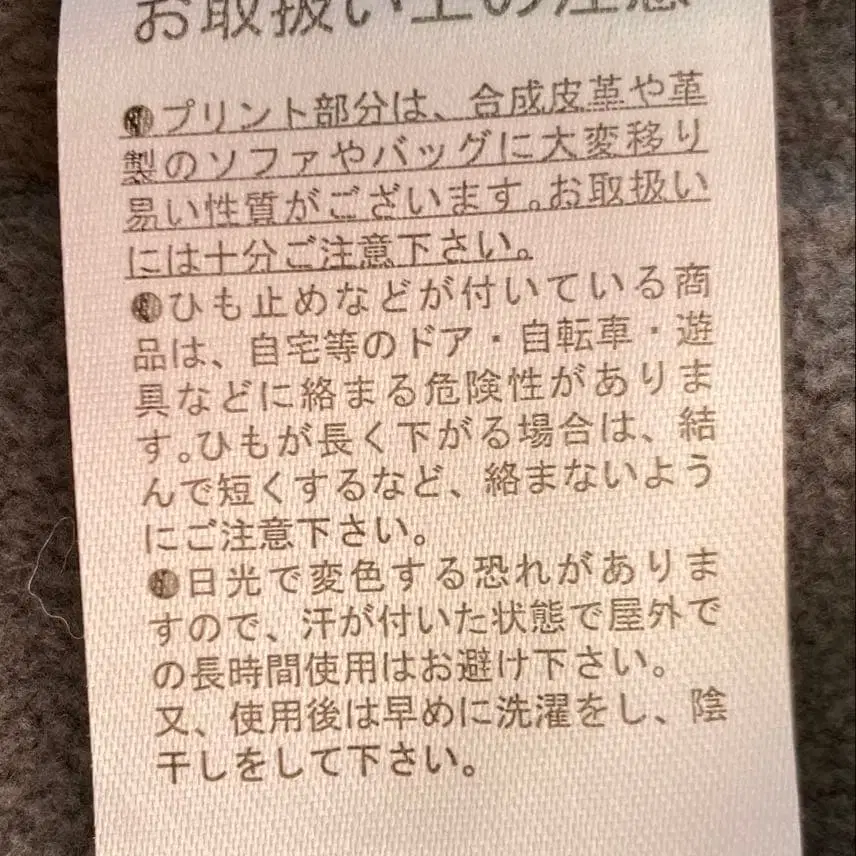 お取扱い上の注意
プリント部分は、合成皮革や革
製のソファやバッグに大変移り
易い性質がございます。お取扱い
には十分ご注意下さい。
ひも止めなどが付いている商
品は、自宅等のドア・自転車・遊
具などに絡まる危険性がありま
す。ひもが長く下がる場合は、結
んで短くするなど、絡まないよう
にご注意下さい。
日光で変色する恐れがありま
すので、汗が付いた状態で屋外で
の長時間使用はお避け下さい。
又、使用後は早めに洗濯をし、陰
干しをして下さい。